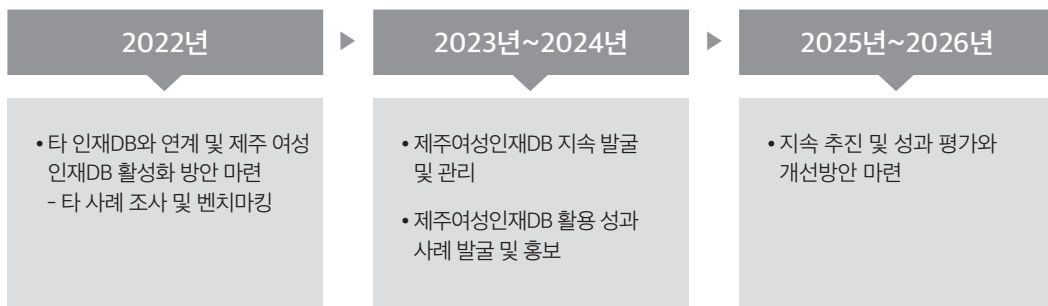 2022년
• 타 인재DB와 연계 및 제주 여성
인재DB 활성화 방안 마련
- 타 사례 조사 및 벤치마킹
2023년~2024년
• 제주여성인재DB 지속 발굴
및 관리
• 제주여성인재DB 활용 성과
사례 발굴 및 홍보
2025년~2026년
• 지속 추진 및 성과 평가와
개선방안 마련